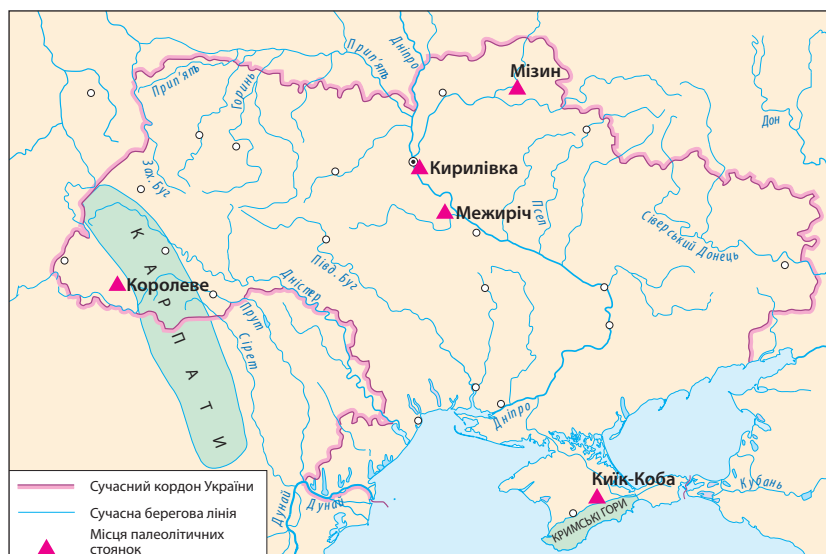 Прип'ять
Дніпро
Прип'ять
Горинь
Мізин
Дон
Кирилівка
Зах. Буг
Межиріч
Псел
Сіверський Донець
КАРПАТИ
Півд. Буг
Королеве
Дністер
Прут
Сірет
Дніпро
Киїк-Коба
Кубань
КРИМСЬКІ ГОРИ
Дунай
Дунай
Сучасний кордон України
Сучасна берегова лінія
Місця палеолітичних
стоянок